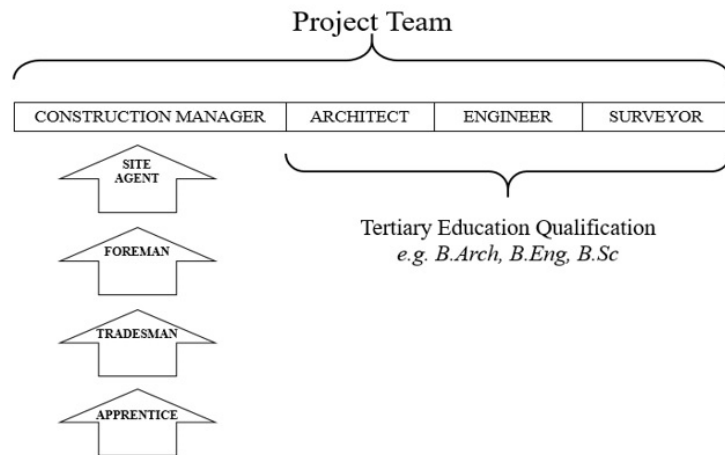 Project Team
CONSTRUCTION MANAGER ARCHITECT ENGINEER SURVEYOR
SITE
AGENT
Tertiary Education Qualification
e.g. B.Arch, B.Eng, B.Sc
FOREMAN
TRADESMAN
APPRENTICE